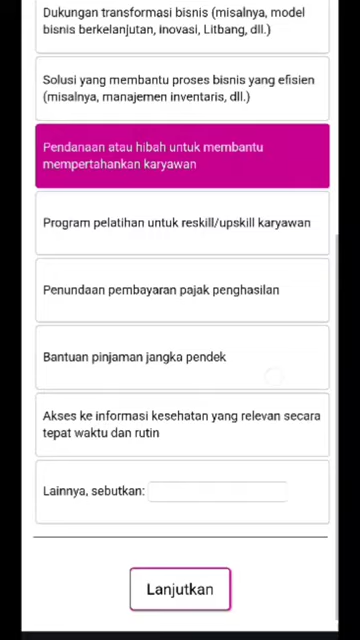 Dukungan transformasi bisnis (misalnya, model
bisnis berkelanjutan, inovasi, Litbang, dll.)
Solusi yang membantu proses bisnis yang efisien
(misalnya, manajemen inventaris, dll.)
Pendanaan atau hibah untuk membantu
mempertahankan karyawan
Program pelatihan untuk reskill/upskill karyawan
Penundaan pembayaran pajak penghasilan
Bantuan pinjaman jangka pendek
Akses ke informasi kesehatan yang relevan secara
tepat waktu dan rutin
Lainnya, sebutkan:
Lanjutkan